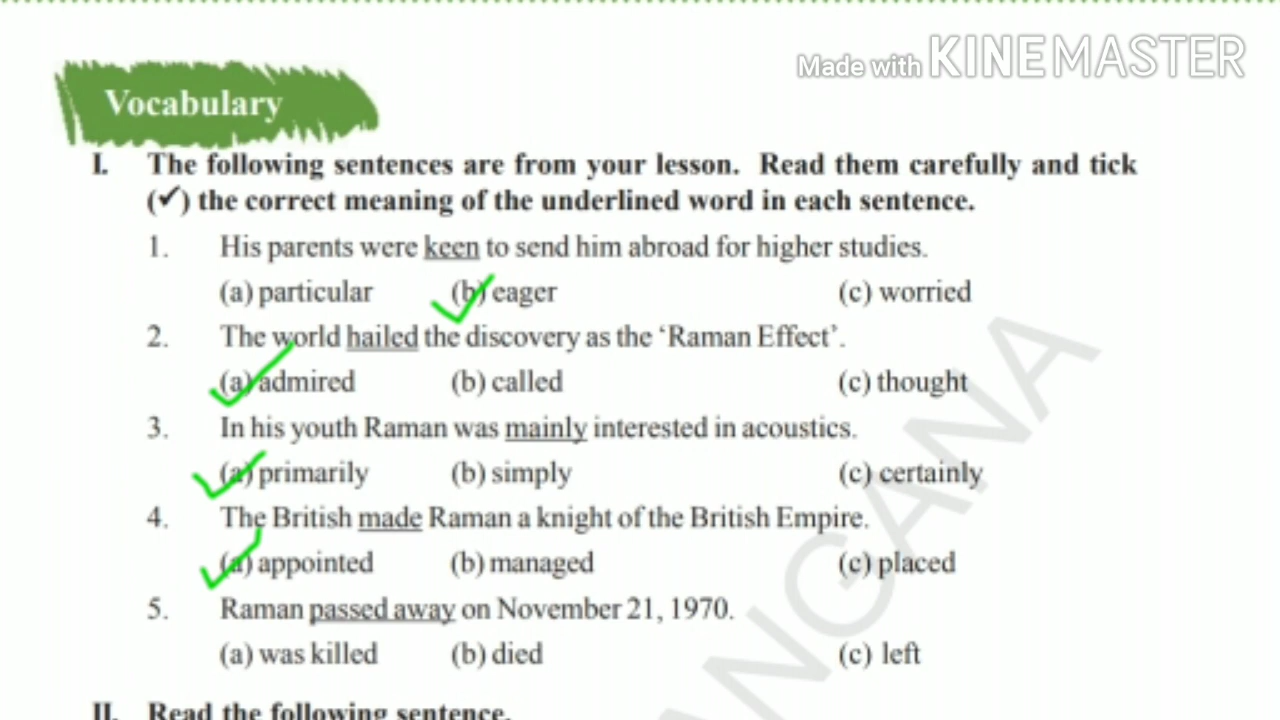 Made with KINEMASTER
Vocabulary
I. The following sentences are from your lesson. Read them carefully and tick
(✓) the correct meaning of the underlined word in each sentence.
1. His parents were keen to send him abroad for higher studies.
(a) particular (b) eager (c) worried
2. The world hailed the discovery as the ‘Raman Effect’.
(a) admired (b) called (c) thought
3. In his youth Raman was mainly interested in acoustics.
(a) primarily (b) simply (c) certainly
4. The British made Raman a knight of the British Empire.
(a) appointed (b) managed (c) placed
5. Raman passed away on November 21, 1970.
(a) was killed (b) died (c) left
II. Read the following sentence.
NGANA